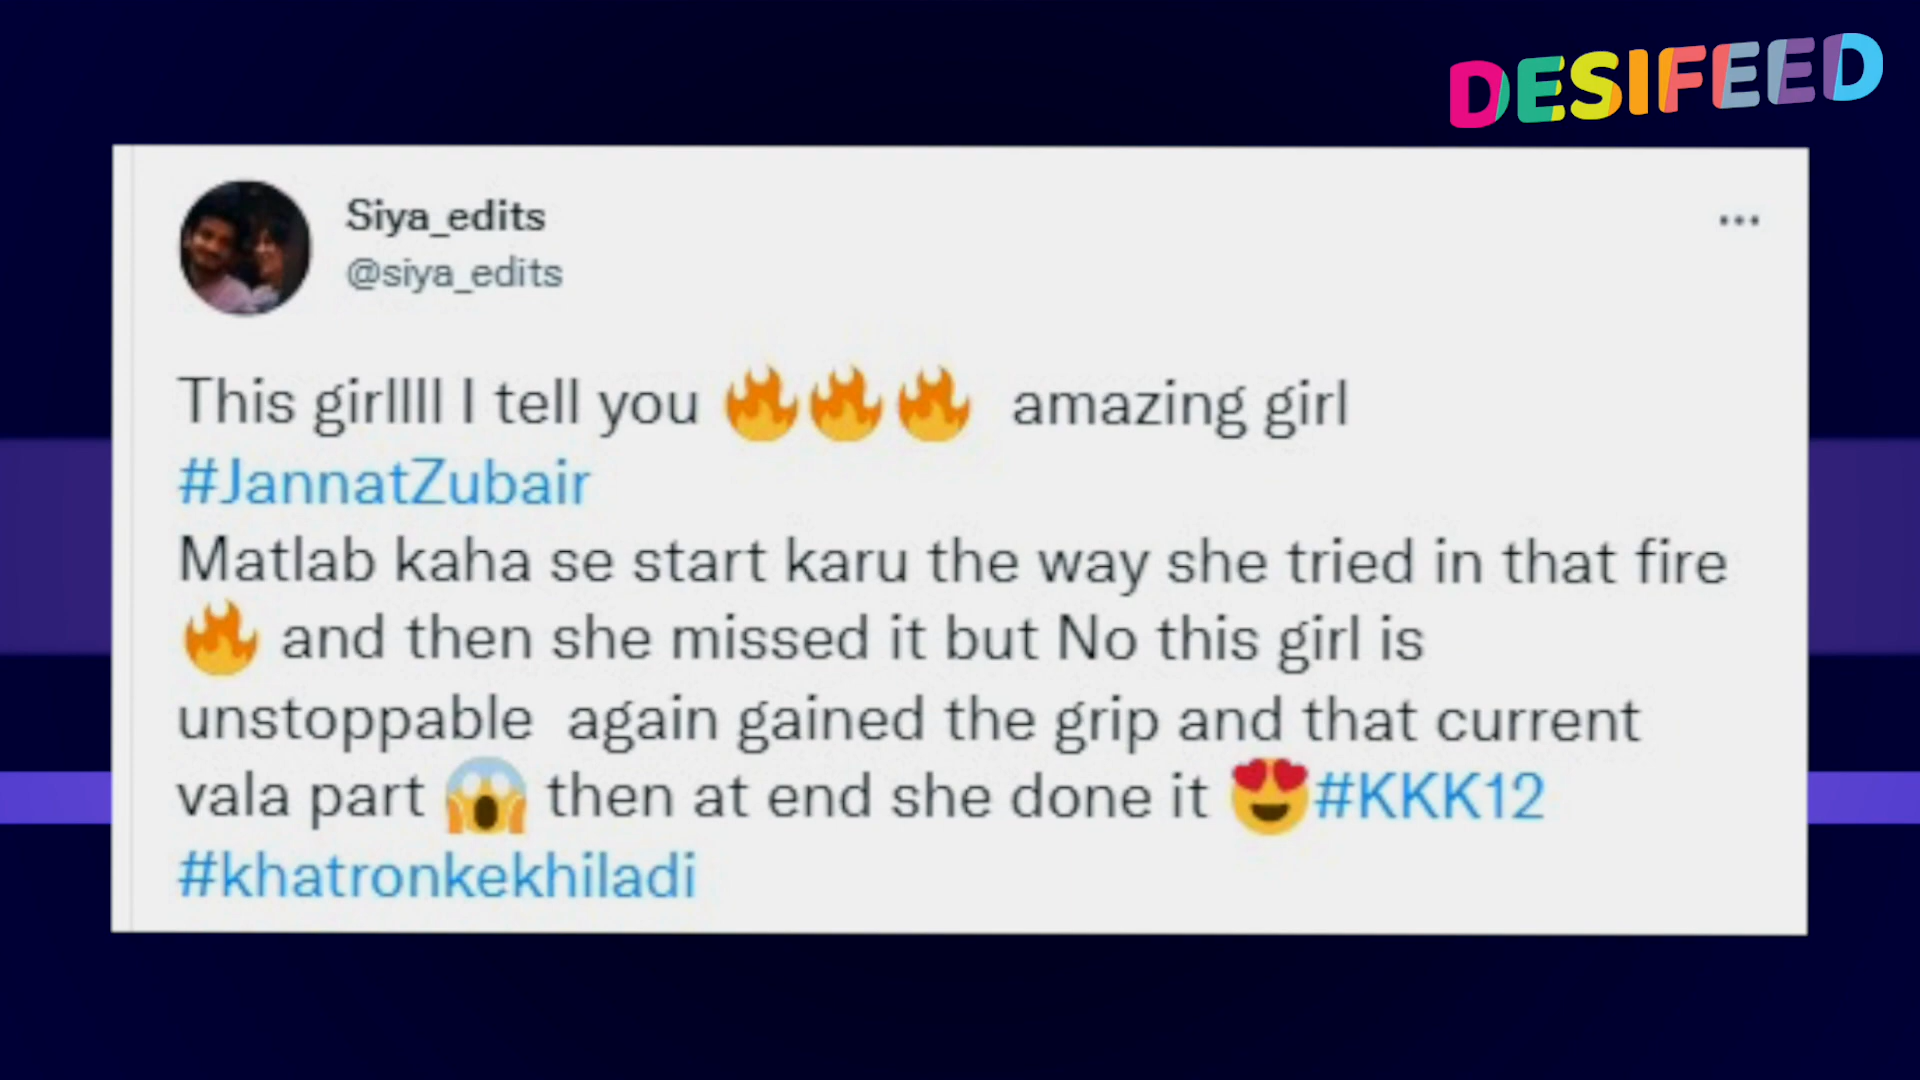 DESIFEED
Siya_edits
@siya_edits
This girllll I tell you 🔥🔥🔥 amazing girl
#JannatZubair
Matlab kaha se start karu the way she tried in that fire
🔥 and then she missed it but No this girl is
unstoppable again gained the grip and that current
vala part 😱 then at end she done it 😍#KKK12
#khatronkekhiladi